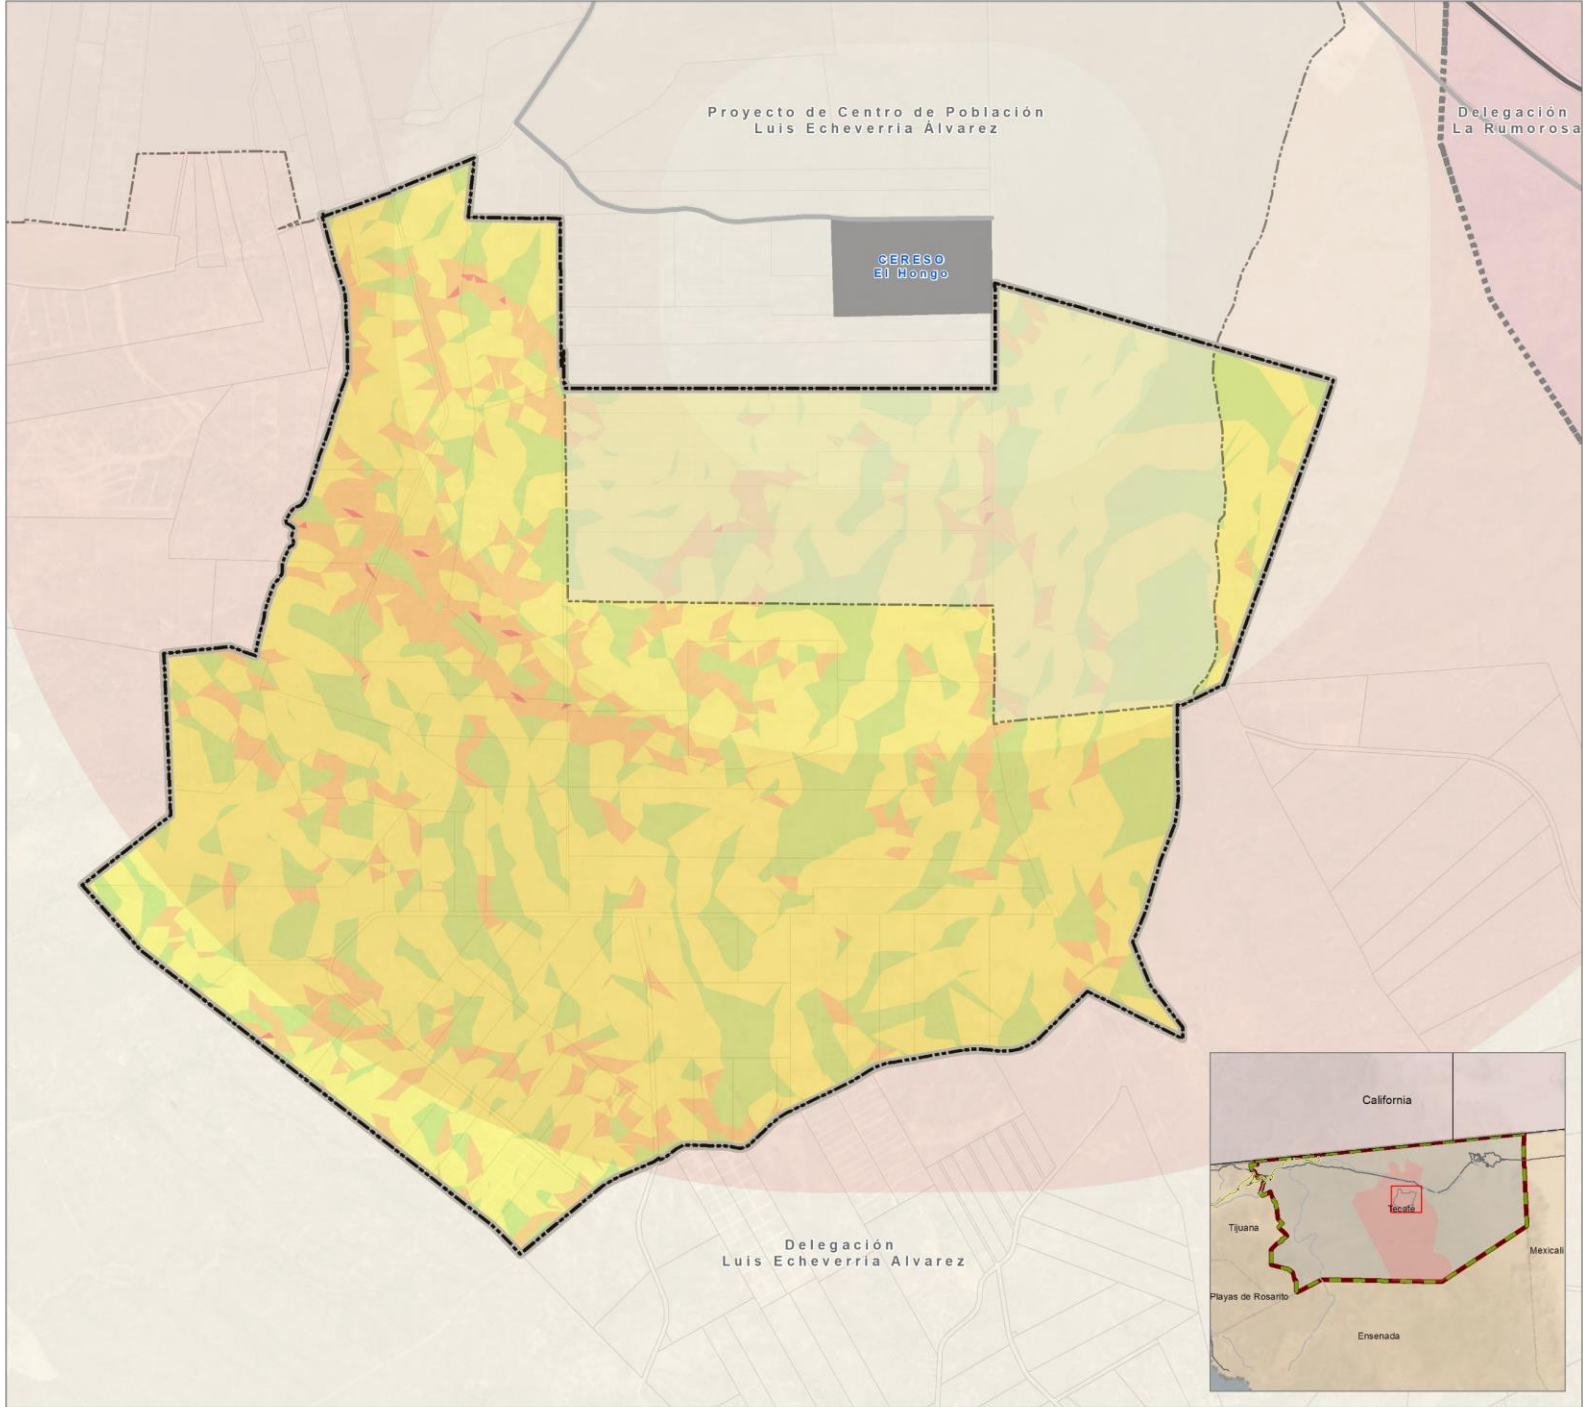 Proyecto de Centro de Población
Luis Echeverria Álvarez
Delegación
La Rumorosa
CERESO
El Hongo
Delegación
Luis Echeverria Alvarez
California
Tecate
Tijuana
Mexicali
Playas de Rosarito
Ensenada